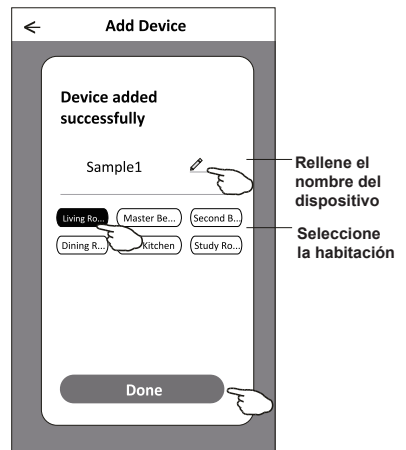 Add Device
Device added
successfully
Sample1
Living Ro...
Master Be...
Second B...
Dining R...
Kitchen
Study Ro...
Done
Rellene el
nombre del
dispositivo
Seleccione
la habitación